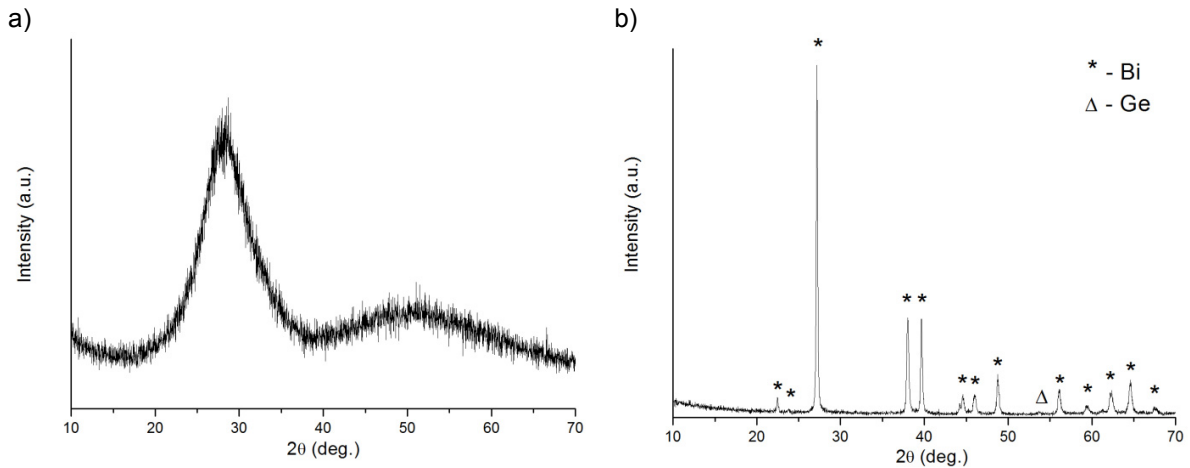 a)
Intensity (a.u.)
10 20 30 40 50 60 70
2θ (deg.)
b)
* - Bi
Δ - Ge
Intensity (a.u.)
*
* *
* *
* *
*
Δ
*
*
*
*
*
10 20 30 40 50 60 70
2θ (deg.)